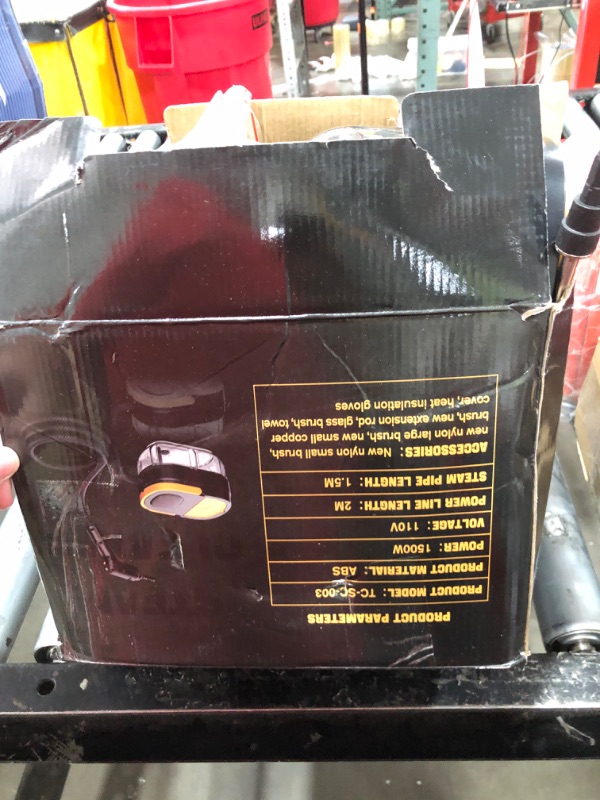 PRODUCT PARAMETERS
PRODUCT MODEL: TC-SC-003
PRODUCT MATERIAL: ABS
POWER: 1500W
VOLTAGE: 110V
POWER LINE LENGTH: 2M
STEAM PIPE LENGTH: 1.5M
ACCESSORIES: New nylon small brush,
new nylon large brush, new small copper
brush, new extension rod, glass brush, towel
cover, heat insulation gloves